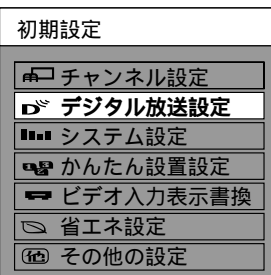 初期設定
チャンネル設定
デジタル放送設定
システム設定
かんたん設置設定
ビデオ入力表示書換
省エネ設定
他 その他の設定